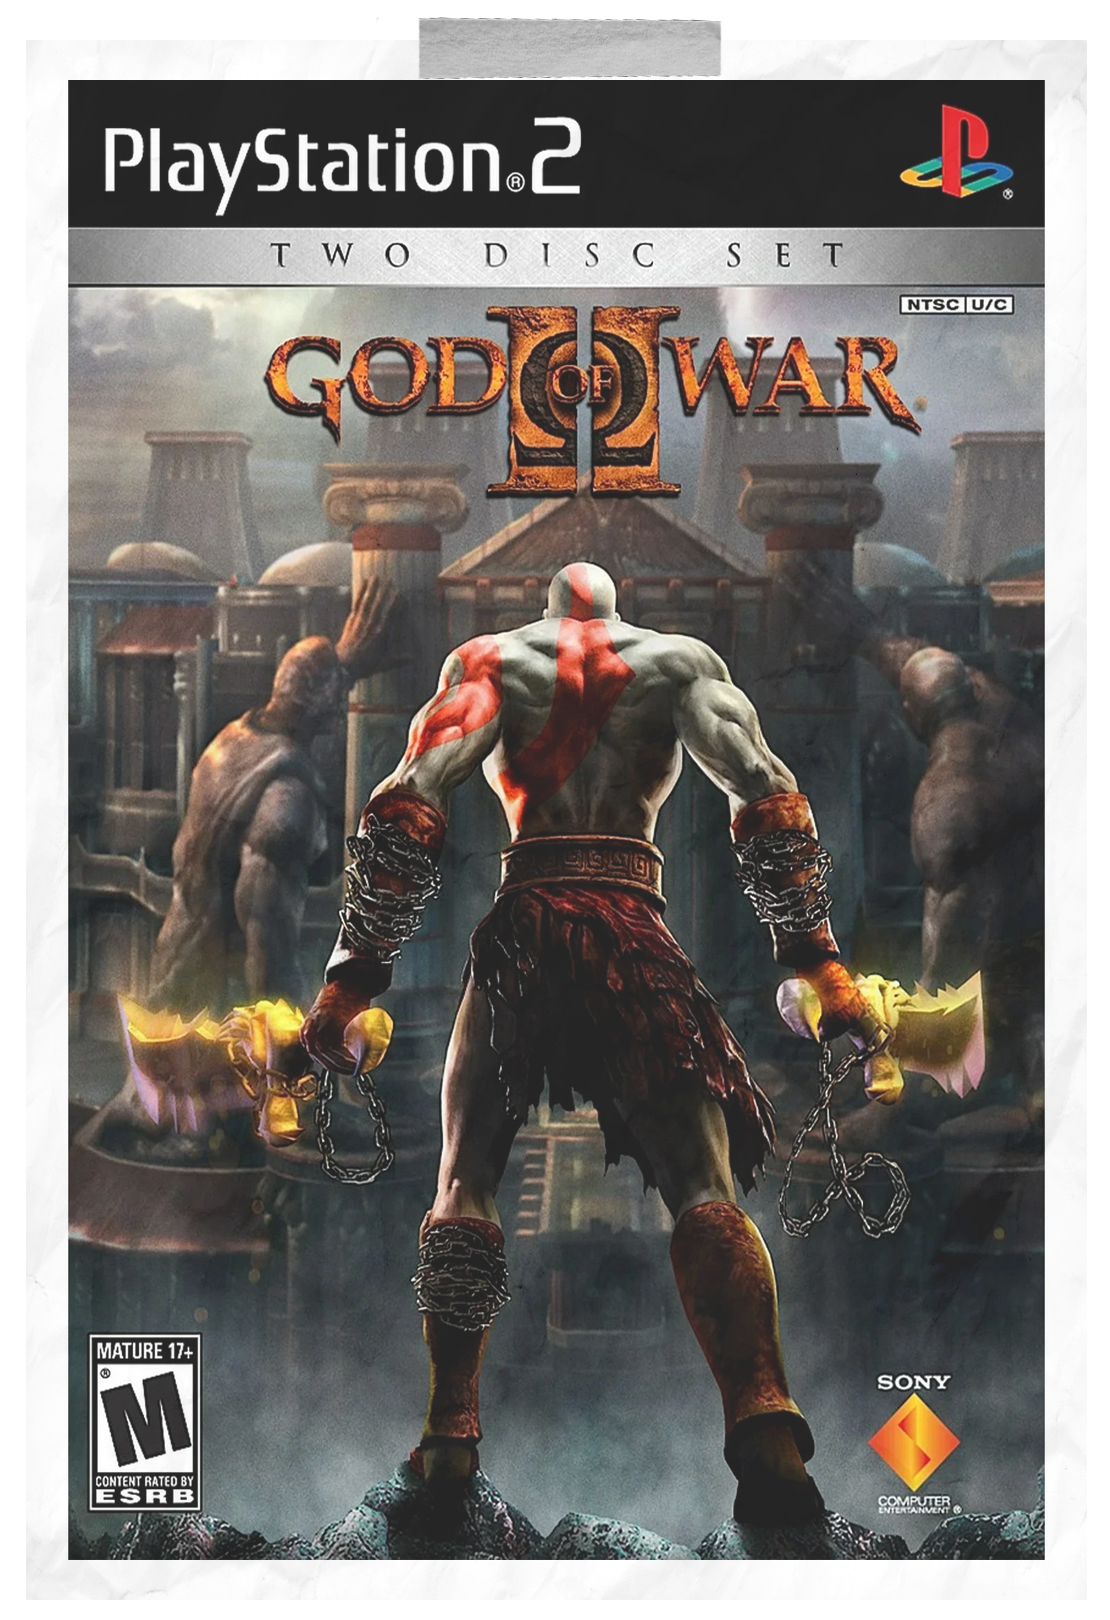 PlayStation®2
TWO DISC SET
NTSC U/C
GOD OF WAR
II
MATURE 17+
M
®
CONTENT RATED BY
ESRB
SONY
COMPUTER
ENTERTAINMENT®